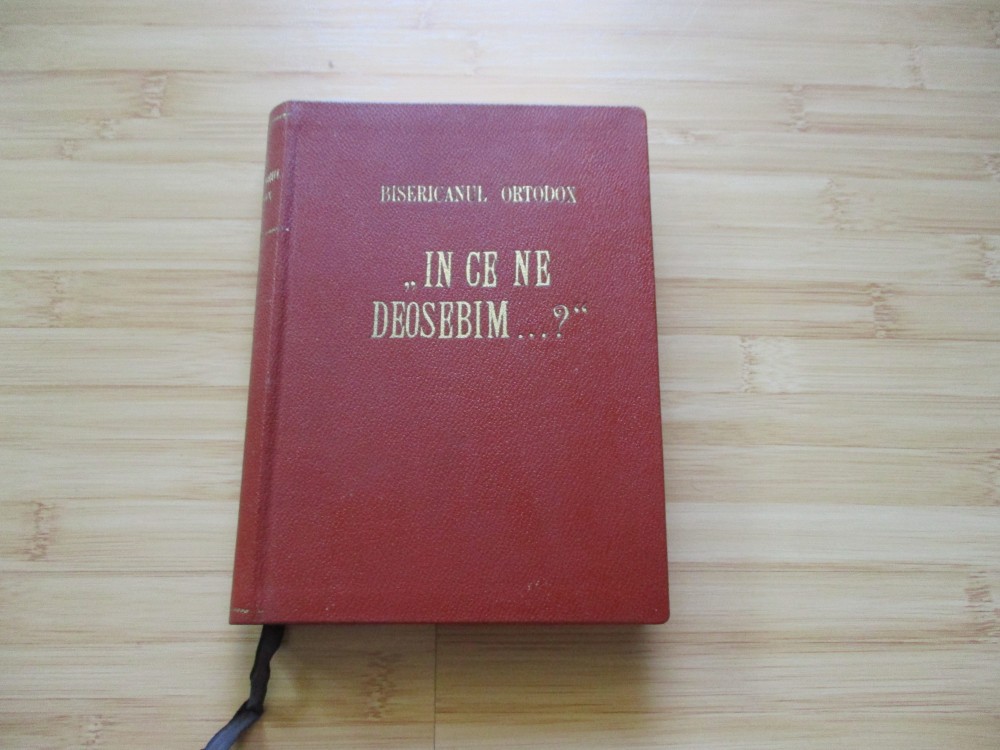 BISERICANUL ORTODOX
„IN CE NE
DEOSEBIM...?“